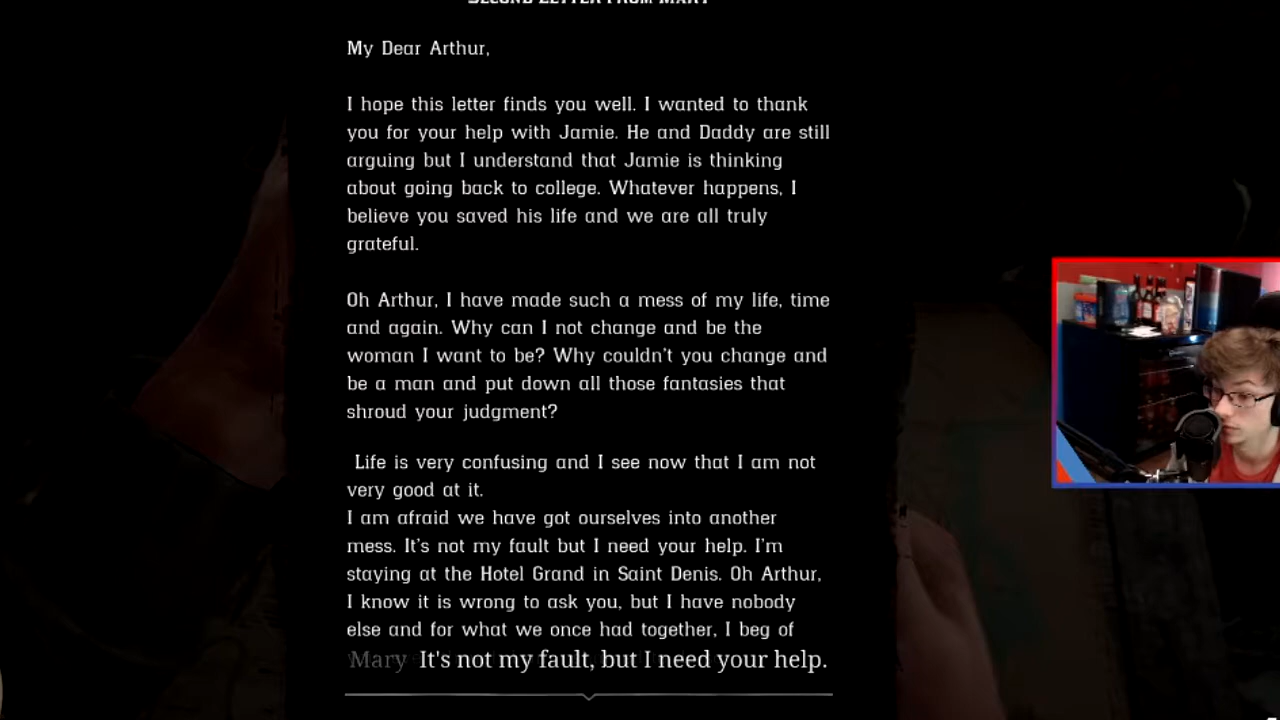 SECOND LETTER FROM MARY
My Dear Arthur,
I hope this letter finds you well. I wanted to thank
you for your help with Jamie. He and Daddy are still
arguing but I understand that Jamie is thinking
about going back to college. Whatever happens, I
believe you saved his life and we are all truly
grateful.
Oh Arthur, I have made such a mess of my life, time
and again. Why can I not change and be the
woman I want to be? Why couldn't you change and
be a man and put down all those fantasies that
shroud your judgment?
Life is very confusing and I see now that I am not
very good at it.
I am afraid we have got ourselves into another
mess. It's not my fault but I need your help. I'm
staying at the Hotel Grand in Saint Denis. Oh Arthur,
I know it is wrong to ask you, but I have nobody
else and for what we once had together, I beg of
Mary It's not my fault, but I need your help.